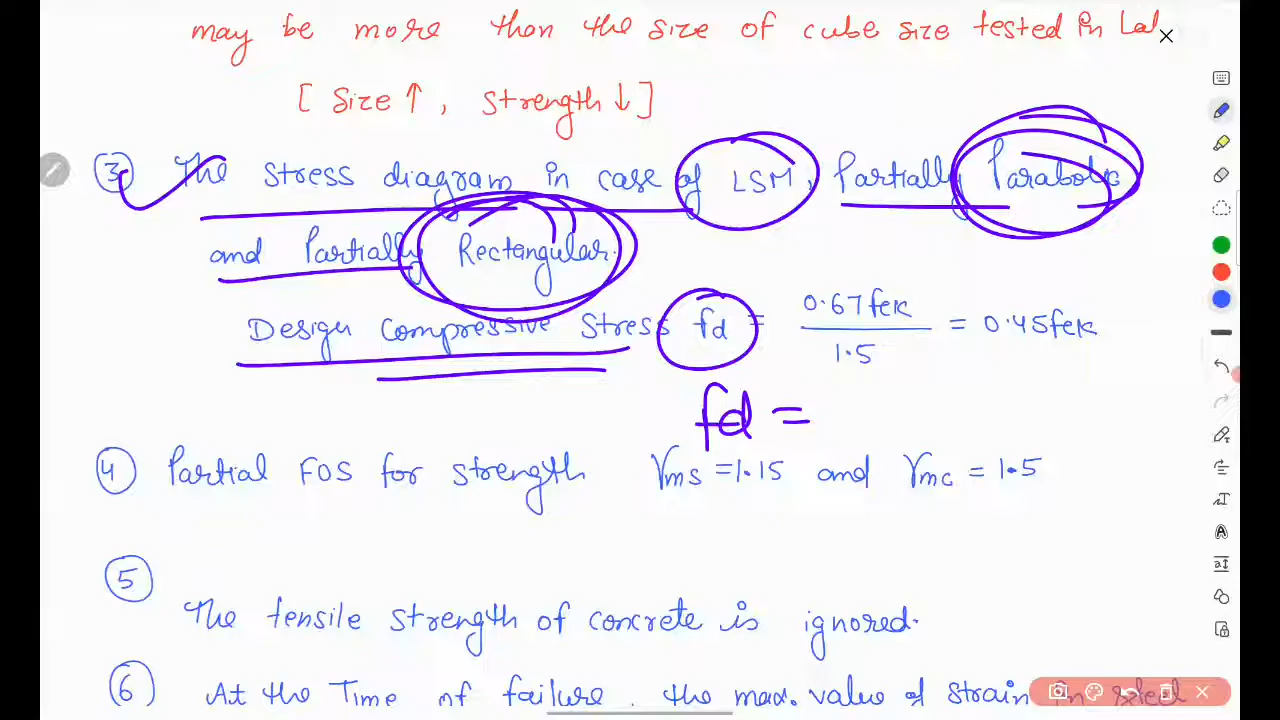 may be more than the size of cube size tested in Lab
[ Size ↑, Strength ↓ ]
③ The stress diagram in case of LSM, Partially Parabolic
and Partially Rectangular.
Design Compressive Stress fd = 0.67fck / 1.5 = 0.45fck
fd =
④ Partial FOS for strength γms = 1.15 and γmc = 1.5
⑤
The tensile strength of concrete is ignored.
⑥ At the Time of failure, the max. value of strain in steel